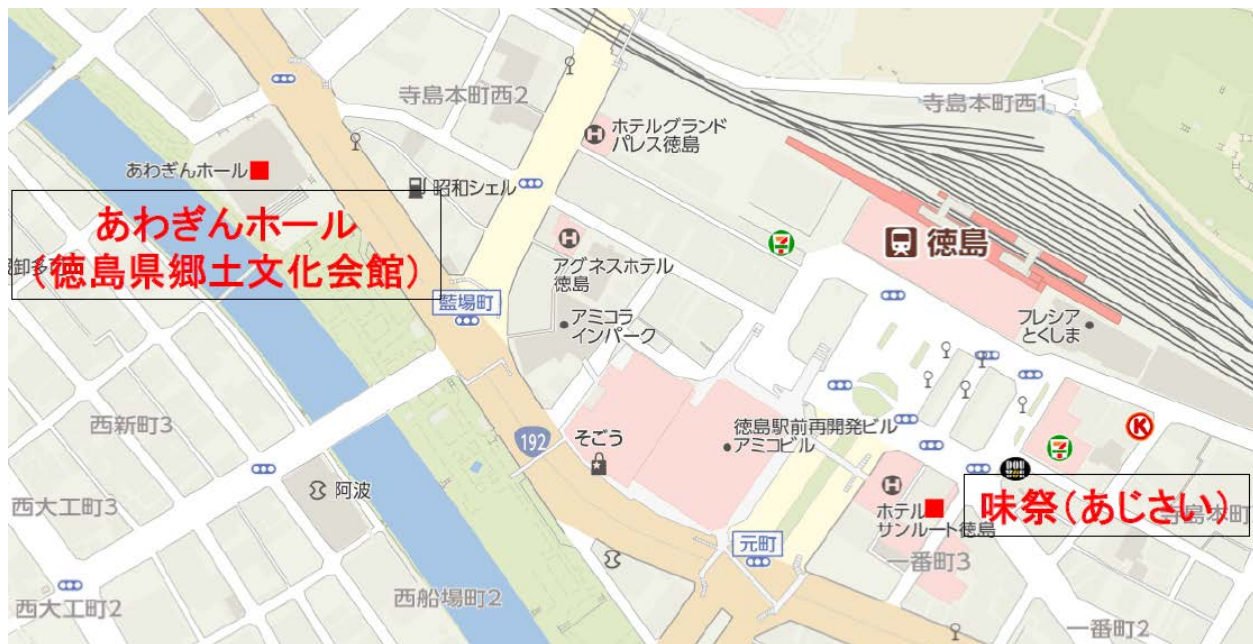 寺島本町西2
寺島本町西1
ホテルグランド
パレス徳島
あわぎんホール
昭和シェル
あわぎんホール
(徳島県郷土文化会館)
徳島
アグネスホテル
徳島
藍場町
アミコラ
インパーク
フレシア
とくしま
西新町3
192
そごう
徳島駅前再開発ビル
アミコビル
K
7
7
H
H
H
阿波
西大工町3
ホテル
サンルート徳島
味祭(あじさい)
寺島本町
元町
一番町3
西大工町2
西船場町2
一番町2